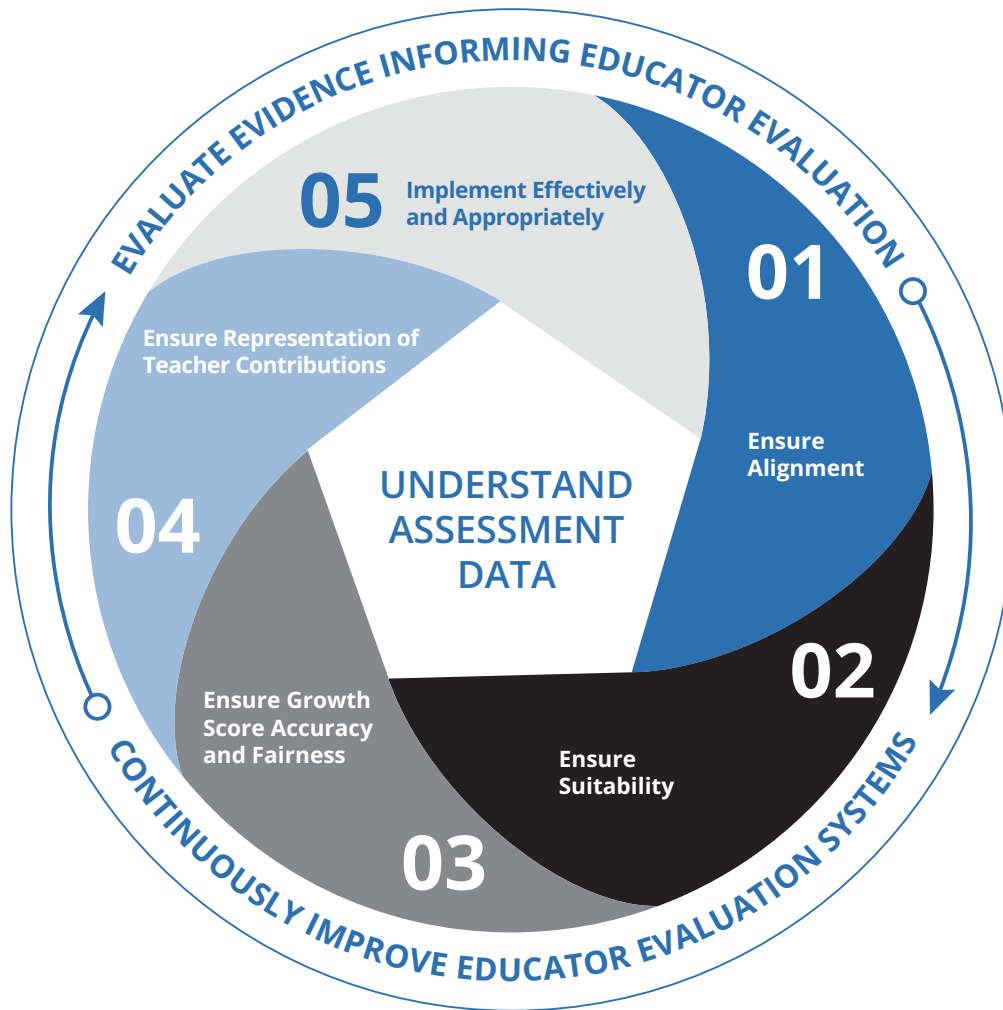 EVALUATE EVIDENCE INFORMING EDUCATOR EVALUATION
05
Implement Effectively
and Appropriately
01
Ensure
Alignment
02
Ensure
Suitability
03
Ensure Growth
Score Accuracy
and Fairness
04
Ensure Representation of
Teacher Contributions
UNDERSTAND
ASSESSMENT
DATA
CONTINUOUSLY IMPROVE EDUCATOR EVALUATION SYSTEMS